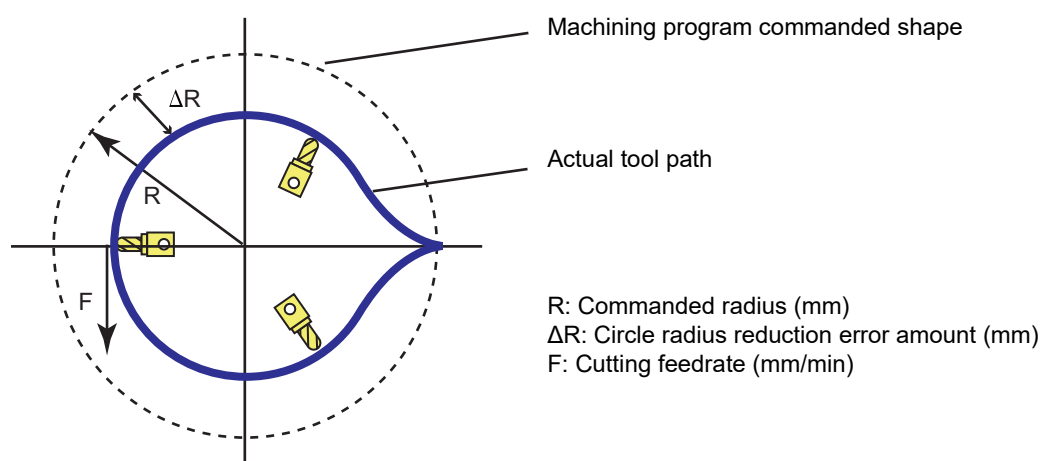 Machining program commanded shape
ΔR
Actual tool path
R
F
R: Commanded radius (mm)
ΔR: Circle radius reduction error amount (mm)
F: Cutting feedrate (mm/min)